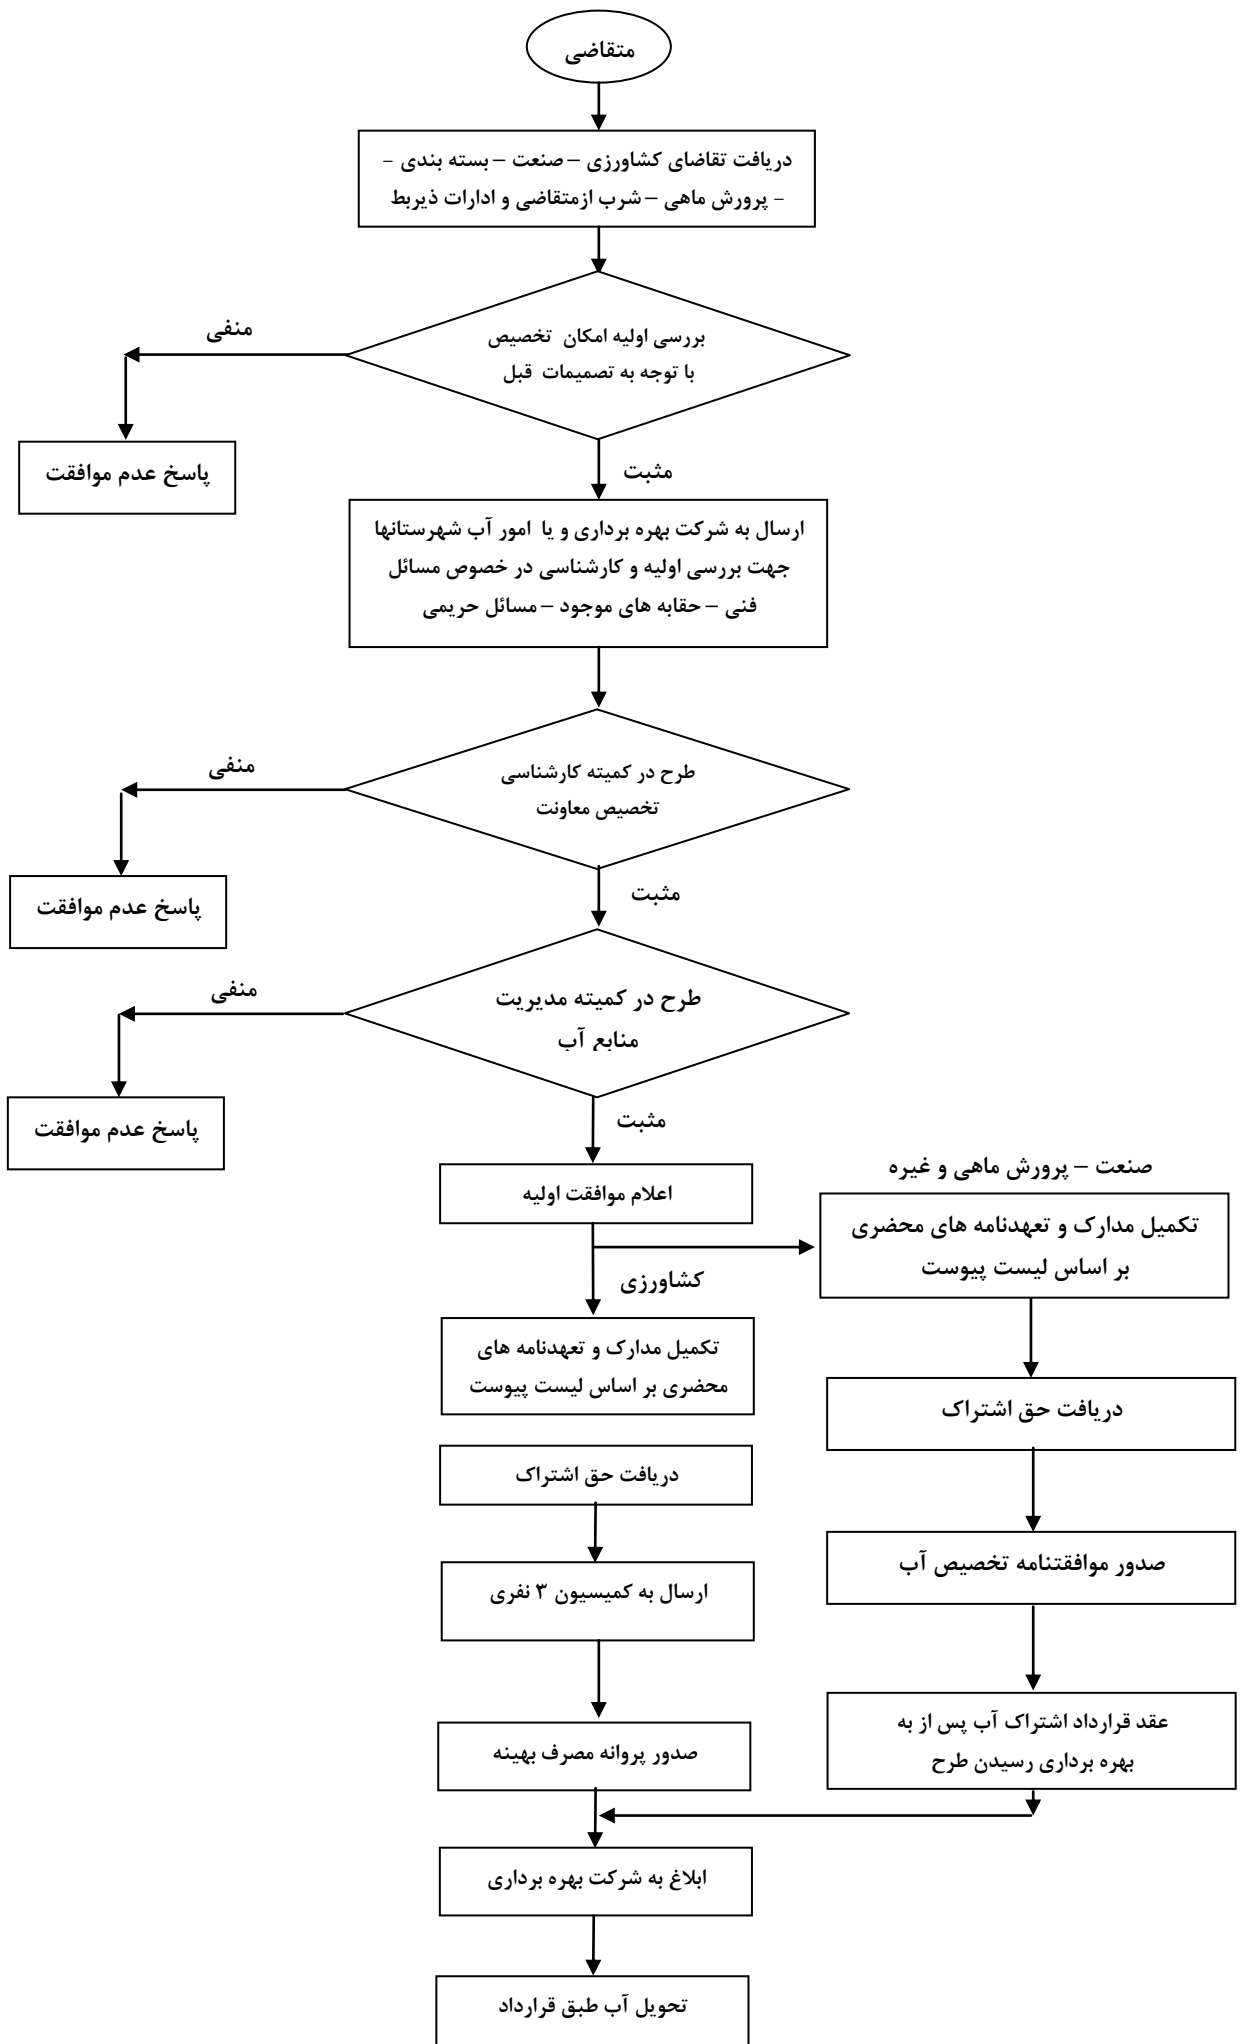 متقاضی
دریافت تقاضای کشاورزی – صنعت – بسته بندی -
- پرورش ماهی – شرب ازمتقاضی و ادارات ذیربط
بررسی اولیه امکان تخصیص
با توجه به تصمیمات قبل
منفی
پاسخ عدم موافقت
مثبت
ارسال به شرکت بهره برداری و یا امور آب شهرستانها
جهت بررسی اولیه و کارشناسی در خصوص مسائل
فنی – حقابه های موجود – مسائل حریمی
طرح در کمیته کارشناسی
تخصیص معاونت
منفی
پاسخ عدم موافقت
مثبت
طرح در کمیته مدیریت
منابع آب
منفی
پاسخ عدم موافقت
مثبت
اعلام موافقت اولیه
صنعت – پرورش ماهی و غیره
تکمیل مدارک و تعهدنامه های محضری
بر اساس لیست پیوست
کشاورزی
تکمیل مدارک و تعهدنامه های
محضری بر اساس لیست پیوست
دریافت حق اشتراک
دریافت حق اشتراک
ارسال به کمیسیون ۳ نفری
صدور موافقتنامه تخصیص آب
صدور پروانه مصرف بهینه
عقد قرارداد اشتراک آب پس از به
بهره برداری رسیدن طرح
ابلاغ به شرکت بهره برداری
تحویل آب طبق قرارداد